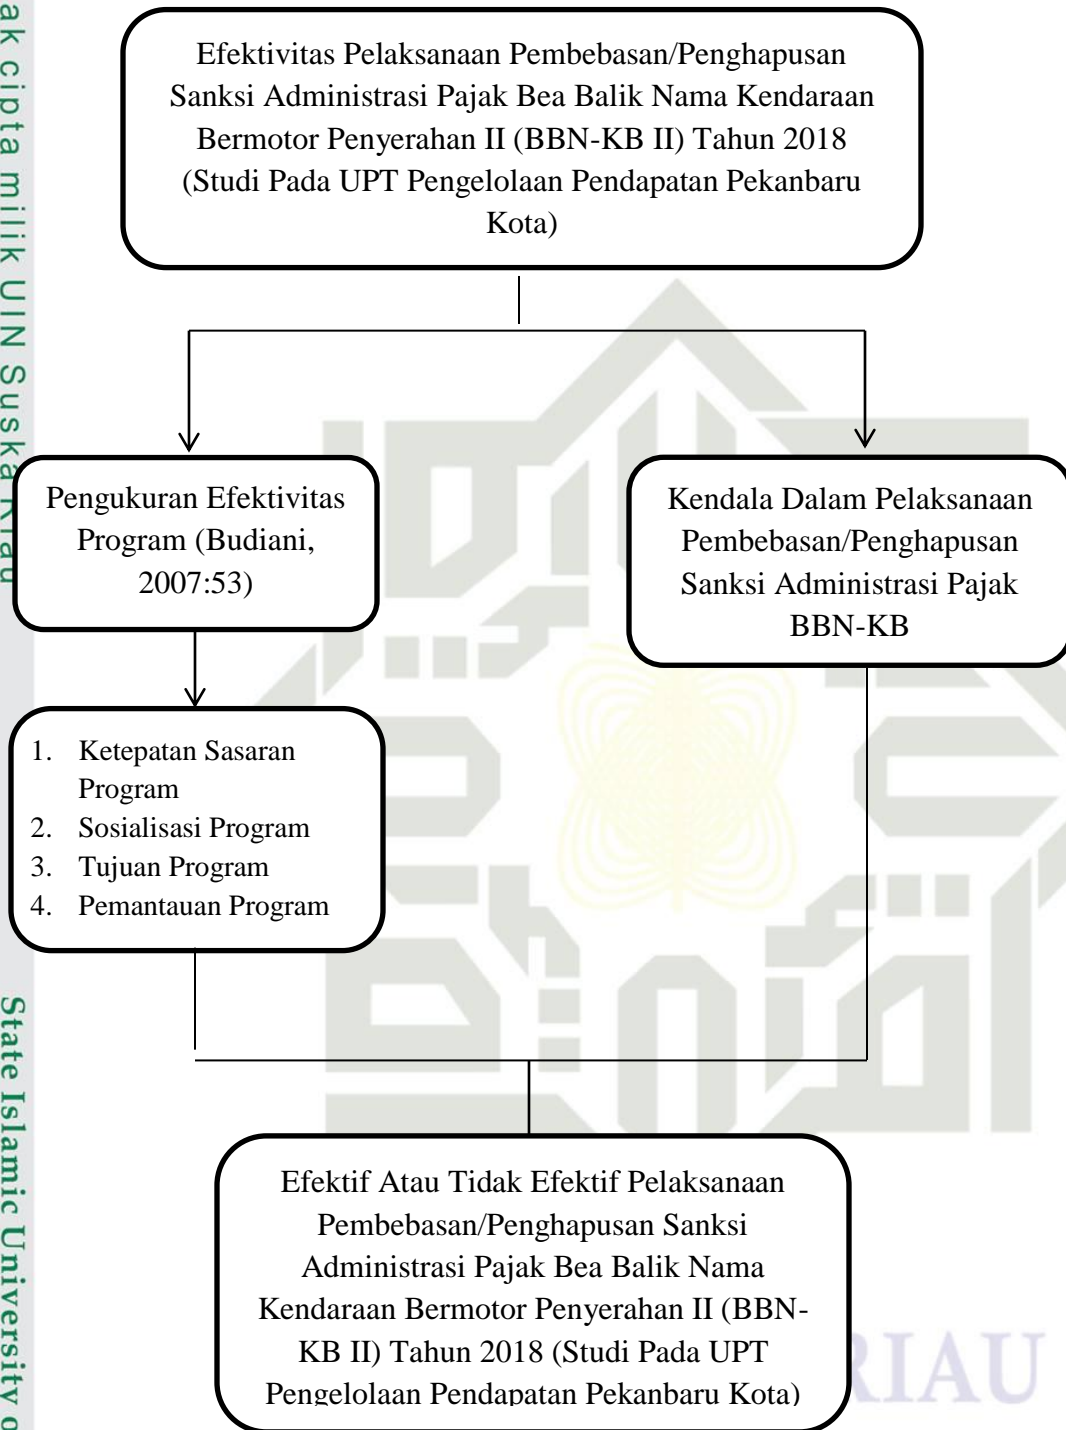 Efektivitas Pelaksanaan Pembebasan/Penghapusan
Sanksi Administrasi Pajak Bea Balik Nama Kendaraan
Bermotor Penyerahan II (BBN-KB II) Tahun 2018
(Studi Pada UPT Pengelolaan Pendapatan Pekanbaru
Kota)
Pengukuran Efektivitas
Program (Budiani,
2007:53)
Kendala Dalam Pelaksanaan
Pembebasan/Penghapusan
Sanksi Administrasi Pajak
BBN-KB
1. Ketepatan Sasaran
Program
2. Sosialisasi Program
3. Tujuan Program
4. Pemantauan Program
Efektif Atau Tidak Efektif Pelaksanaan
Pembebasan/Penghapusan Sanksi
Administrasi Pajak Bea Balik Nama
Kendaraan Bermotor Penyerahan II (BBN-
KB II) Tahun 2018 (Studi Pada UPT
Pengelolaan Pendapatan Pekanbaru Kota)
ak cipta milik UIN Suska Riau
State Islamic University o
RIAU